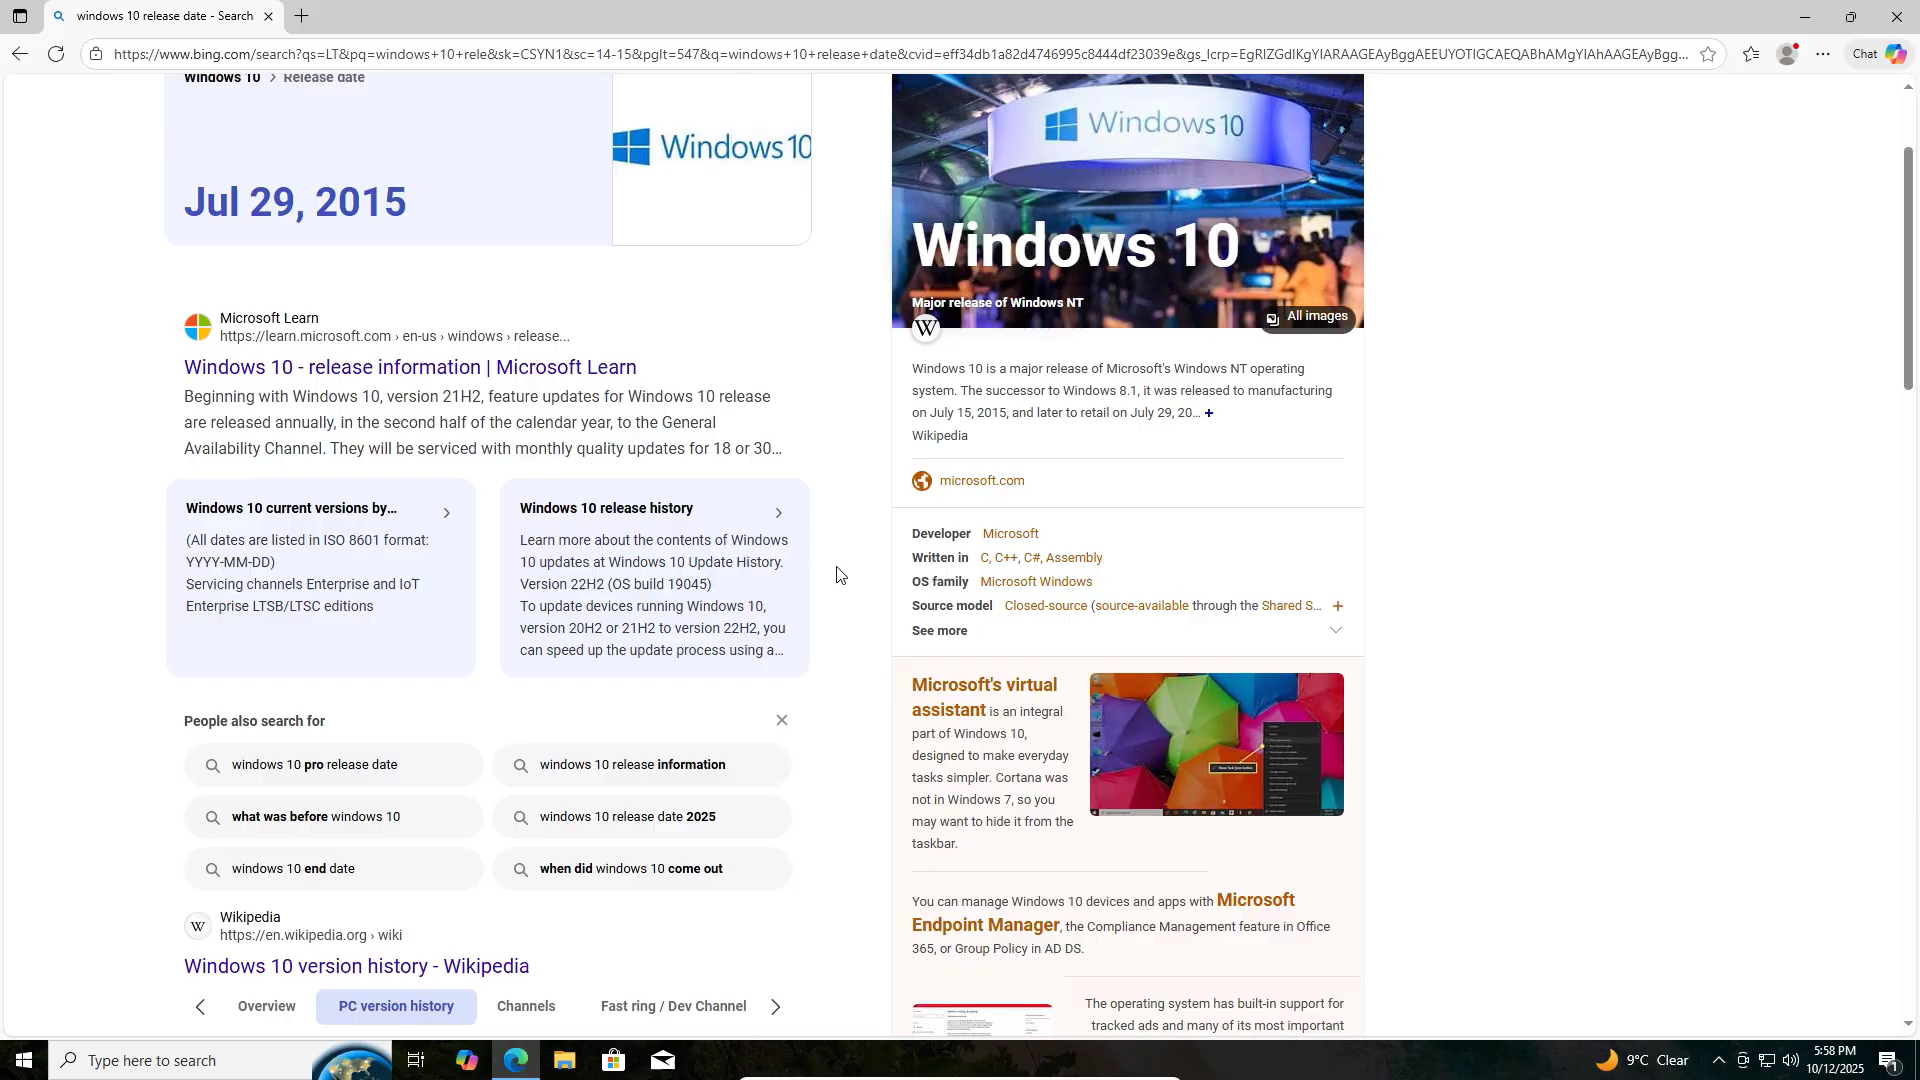 windows 10 release date - Search
https://www.bing.com/search?qs=LT&pq=windows+10+rele&sk=CSYN1&sc=14-15&pglt=547&q=windows+10+release+date&cvid=eff34db1a82d4746995c8444df23039e&gs_lcrp=EgRlZGdlKgYIARAAGEAyBggAEEUYOTIGCAEQABhAMgYIAhAAGEAyBgg...
Chat
Windows 10 > Release date
Windows 10
Jul 29, 2015
Microsoft Learn
https://learn.microsoft.com › en-us › windows › release...
Windows 10 - release information | Microsoft Learn
Beginning with Windows 10, version 21H2, feature updates for Windows 10 release
are released annually, in the second half of the calendar year, to the General
Availability Channel. They will be serviced with monthly quality updates for 18 or 30…
Windows 10 current versions by…
(All dates are listed in ISO 8601 format:
YYYY-MM-DD)
Servicing channels Enterprise and IoT
Enterprise LTSB/LTSC editions
Windows 10 release history
Learn more about the contents of Windows
10 updates at Windows 10 Update History.
Version 22H2 (OS build 19045)
To update devices running Windows 10,
version 20H2 or 21H2 to version 22H2, you
can speed up the update process using a…
People also search for
windows 10 pro release date
windows 10 release information
what was before windows 10
windows 10 release date 2025
windows 10 end date
when did windows 10 come out
W
Wikipedia
https://en.wikipedia.org › wiki
Windows 10 version history - Wikipedia
Overview
PC version history
Channels
Fast ring / Dev Channel
Windows 10
Windows 10
Major release of Windows NT
W
All images
Windows 10 is a major release of Microsoft's Windows NT operating
system. The successor to Windows 8.1, it was released to manufacturing
on July 15, 2015, and later to retail on July 29, 20… +
Wikipedia
microsoft.com
Developer Microsoft
Written in C, C++, C#, Assembly
OS family Microsoft Windows
Source model Closed-source (source-available through the Shared S… +
See more
Microsoft's virtual
assistant is an integral
part of Windows 10,
designed to make everyday
tasks simpler. Cortana was
not in Windows 7, so you
may want to hide it from the
taskbar.
You can manage Windows 10 devices and apps with Microsoft
Endpoint Manager, the Compliance Management feature in Office
365, or Group Policy in AD DS.
The operating system has built-in support for
tracked ads and many of its most important
Type here to search
9°C Clear
5:58 PM
10/12/2025
1